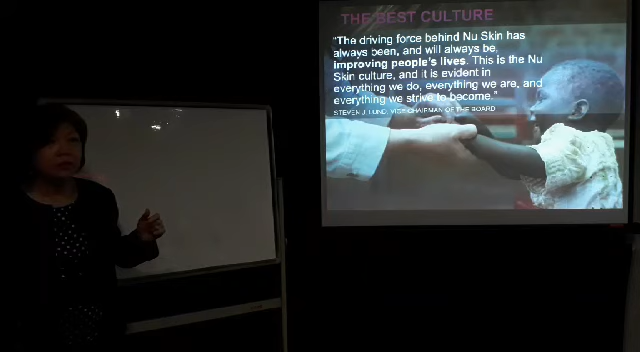 THE BEST CULTURE
"The driving force behind Nu Skin has
always been, and will always be,
improving people's lives. This is the Nu
Skin culture, and it is evident in
everything we do, everything we are, and
everything we strive to become."
STEVEN J. LUND, VICE CHAIRMAN OF THE BOARD